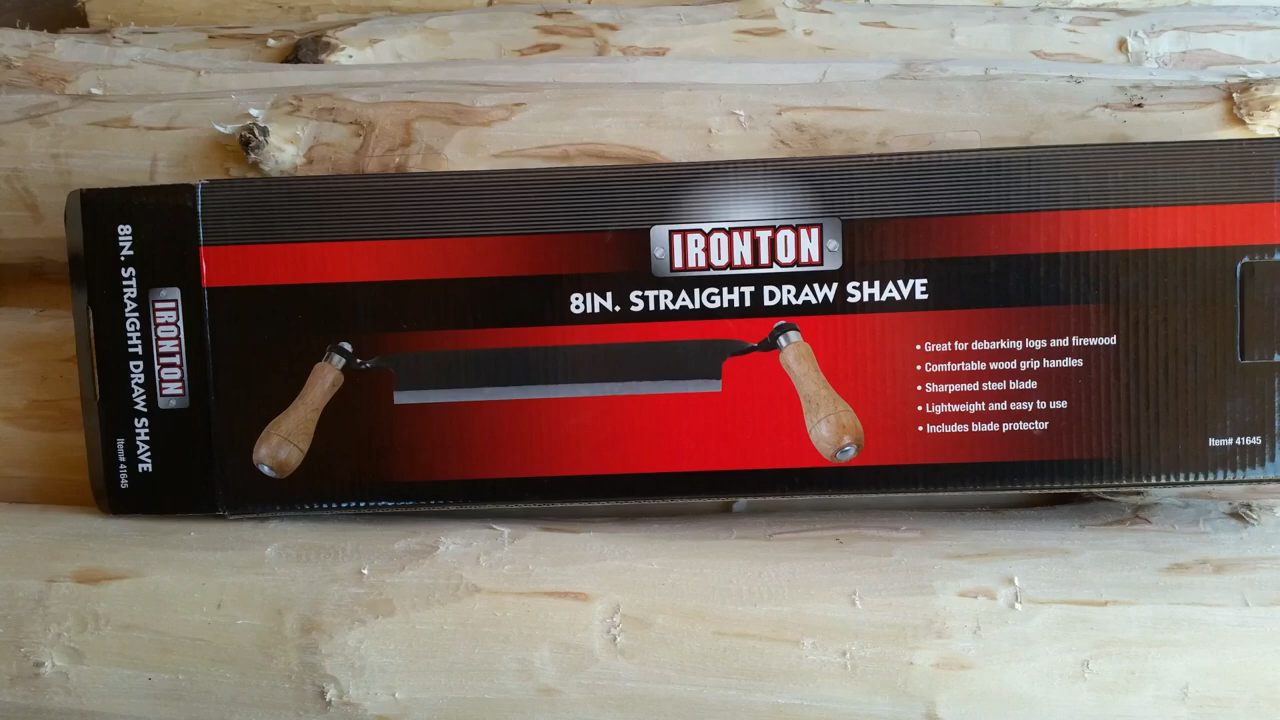 IRONTON
8IN. STRAIGHT DRAW SHAVE
• Great for debarking logs and firewood
• Comfortable wood grip handles
• Sharpened steel blade
• Lightweight and easy to use
• Includes blade protector
Item# 41645
8IN. STRAIGHT DRAW SHAVE
IRONTON
Item# 41645